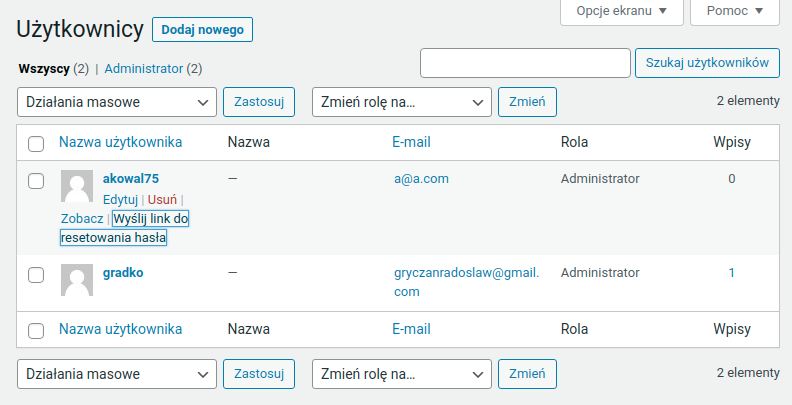 Opcje ekranu Pomoc
Użytkownicy Dodaj nowego
Wszyscy (2) | Administrator (2)
Szukaj użytkowników
Działania masowe Zastosuj Zmień rolę na... Zmień 2 elementy
Nazwa użytkownika Nazwa E-mail Rola Wpisy
akowal75 — a@a.com Administrator 0
Edytuj | Usuń |
Zobacz | Wyślij link do
resetowania hasła
gradko — gryczanradoslaw@gmail. Administrator 1
com
Nazwa użytkownika Nazwa E-mail Rola Wpisy
Działania masowe Zastosuj Zmień rolę na... Zmień 2 elementy